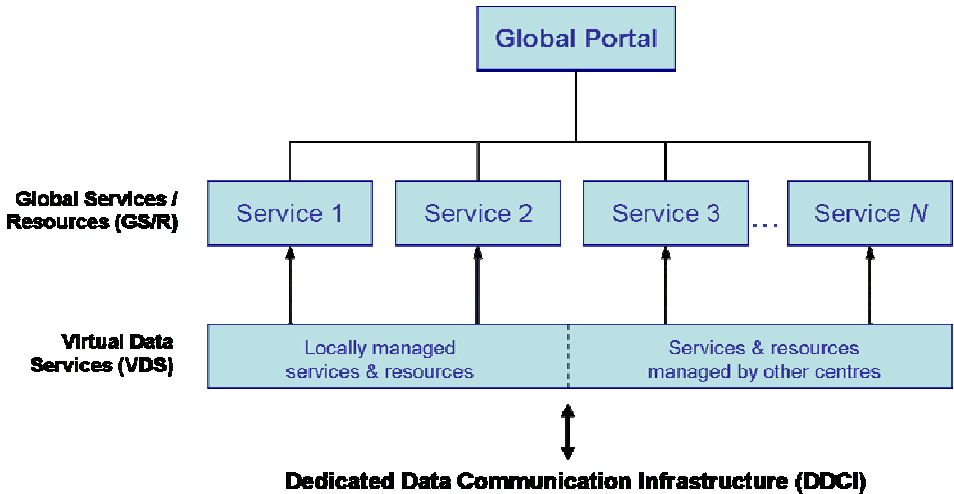 Global Portal
Global Services /
Resources (GS/R)
Service 1
Service 2
Service 3
...
Service N
Virtual Data
Services (VDS)
Locally managed
services & resources
Services & resources
managed by other centres
Dedicated Data Communication Infrastructure (DDCI)